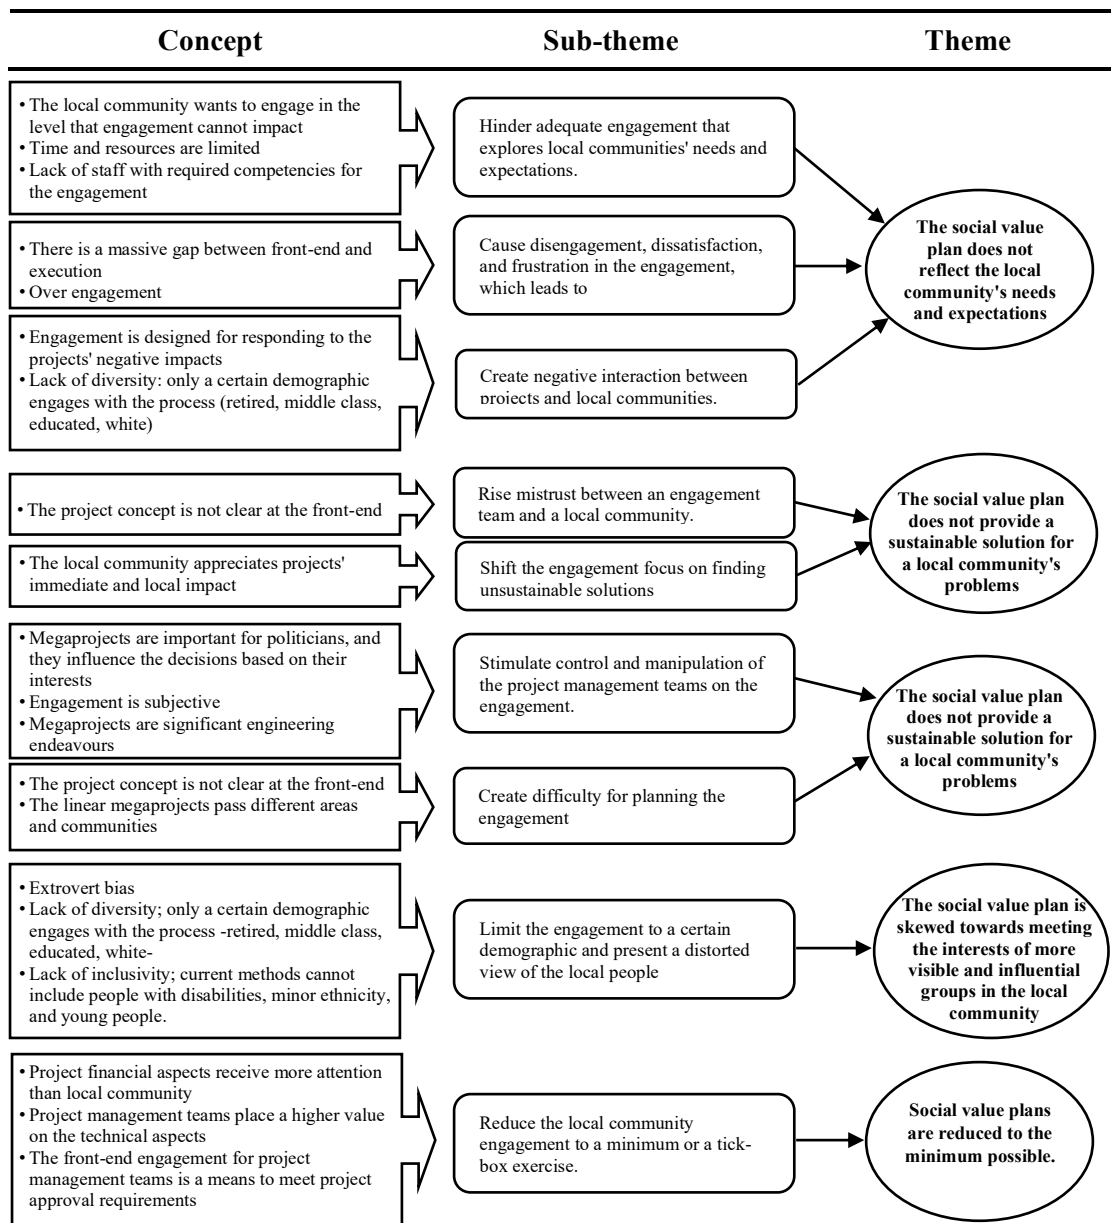 Concept Sub-theme Theme
• The local community wants to engage in the
level that engagement cannot impact
• Time and resources are limited
• Lack of staff with required competencies for
the engagement
Hinder adequate engagement that
explores local communities' needs and
expectations.
• There is a massive gap between front-end and
execution
• Over engagement
Cause disengagement, dissatisfaction,
and frustration in the engagement,
which leads to
• Engagement is designed for responding to the
projects' negative impacts
• Lack of diversity: only a certain demographic
engages with the process (retired, middle class,
educated, white)
Create negative interaction between
projects and local communities.
The social value
plan does not
reflect the local
community's needs
and expectations
• The project concept is not clear at the front-end
Rise mistrust between an engagement
team and a local community.
• The local community appreciates projects'
immediate and local impact
Shift the engagement focus on finding
unsustainable solutions
The social value plan
does not provide a
sustainable solution for
a local community's
problems
• Megaprojects are important for politicians, and
they influence the decisions based on their
interests
• Engagement is subjective
• Megaprojects are significant engineering
endeavours
Stimulate control and manipulation of
the project management teams on the
engagement.
• The project concept is not clear at the front-end
• The linear megaprojects pass different areas
and communities
Create difficulty for planning the
engagement
The social value plan
does not provide a
sustainable solution for
a local community's
problems
• Extrovert bias
• Lack of diversity; only a certain demographic
engages with the process -retired, middle class,
educated, white-
• Lack of inclusivity; current methods cannot
include people with disabilities, minor ethnicity,
and young people.
Limit the engagement to a certain
demographic and present a distorted
view of the local people
The social value plan is
skewed towards meeting
the interests of more
visible and influential
groups in the local
community
• Project financial aspects receive more attention
than local community
• Project management teams place a higher value
on the technical aspects
• The front-end engagement for project
management teams is a means to meet project
approval requirements
Reduce the local community
engagement to a minimum or a tick-
box exercise.
Social value plans
are reduced to the
minimum possible.